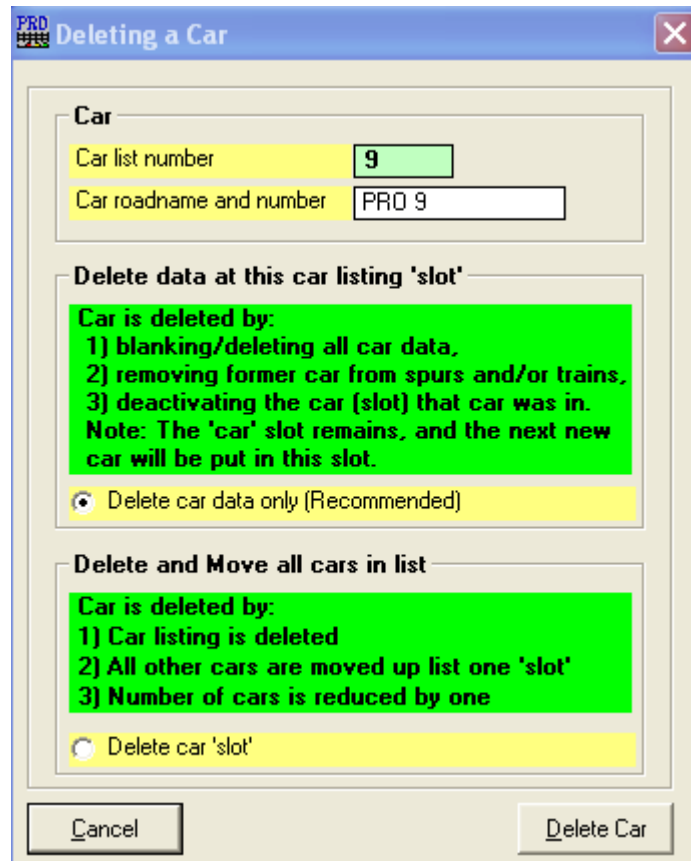 PRO
Deleting a Car
Car
Car list number 9
Car roadname and number PRO 9
Delete data at this car listing 'slot'
Car is deleted by:
1) blanking/deleting all car data,
2) removing former car from spurs and/or trains,
3) deactivating the car (slot) that car was in.
Note: The 'car' slot remains, and the next new
car will be put in this slot.
Delete car data only (Recommended)
Delete and Move all cars in list
Car is deleted by:
1) Car listing is deleted
2) All other cars are moved up list one 'slot'
3) Number of cars is reduced by one
Delete car 'slot'
Cancel
Delete Car